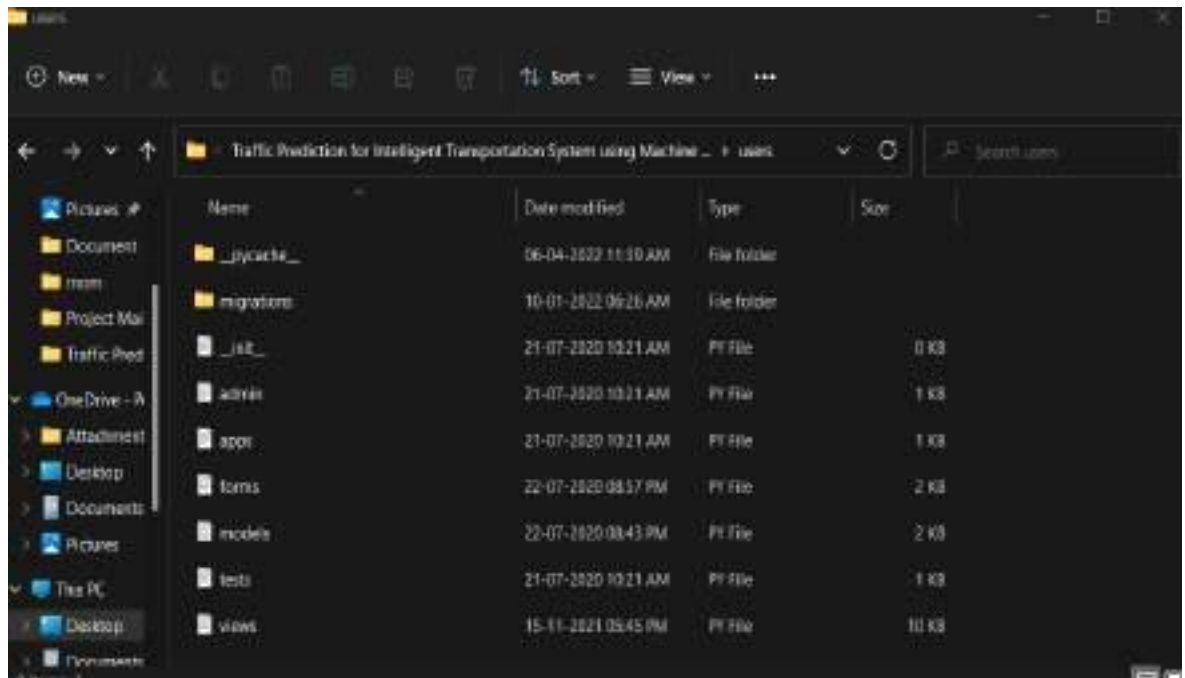 users
New
Sort
View
Traffic Prediction for Intelligent Transportation System using Machine ... users
Search users
Name Date modified Type Size
__pycache__ 06-04-2022 11:30 AM File folder
migrations 10-01-2022 06:26 AM File folder
__init__ 21-07-2020 10:21 AM PY File 0 KB
admin 21-07-2020 10:21 AM PY File 1 KB
apps 21-07-2020 10:21 AM PY File 1 KB
forms 22-07-2020 08:57 PM PY File 2 KB
models 22-07-2020 08:43 PM PY File 2 KB
tests 21-07-2020 10:21 AM PY File 1 KB
views 15-11-2021 05:45 PM PY File 10 KB
Pictures
Document
mom
Project Mai
Traffic Pred
OneDrive - 
Attachment
Desktop
Documents
Pictures
This PC
Desktop
Documents